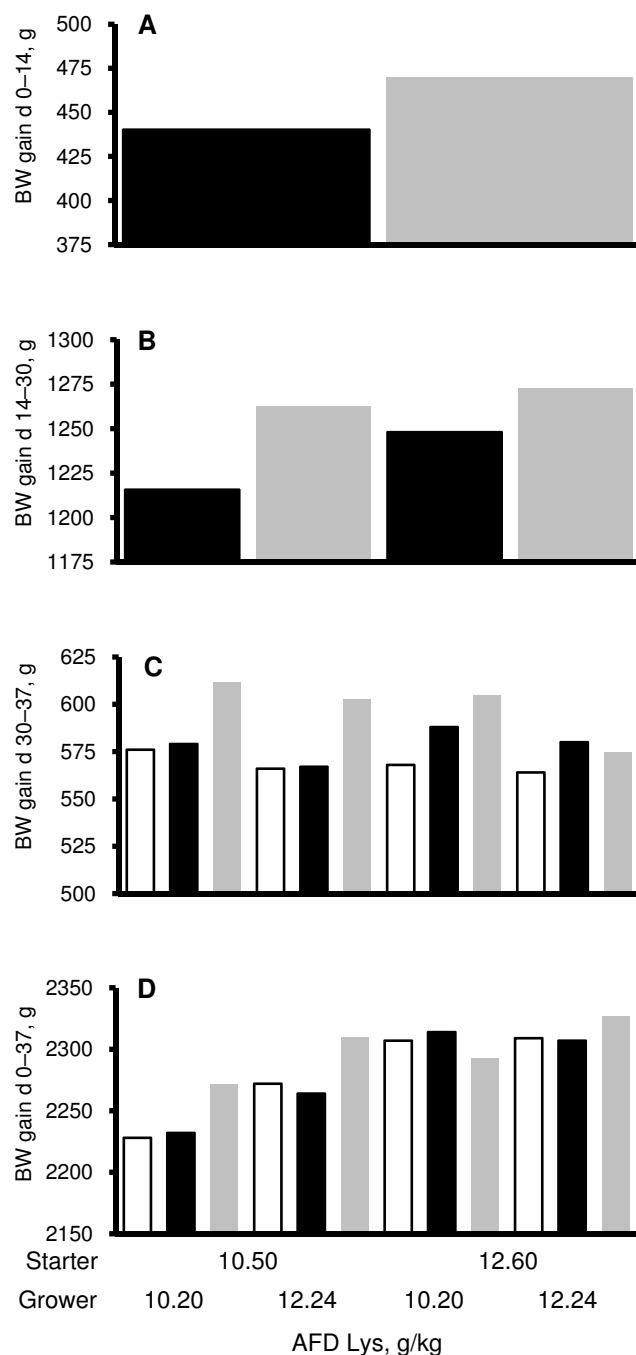 A
BW gain d 0–14, g
500
475
450
425
400
375
B
BW gain d 14–30, g
1300
1275
1250
1225
1200
1175
C
BW gain d 30–37, g
625
600
575
550
525
500
D
BW gain d 0–37, g
2350
2300
2250
2200
2150
Starter 10.50 12.60
Grower 10.20 12.24 10.20 12.24
AFD Lys, g/kg